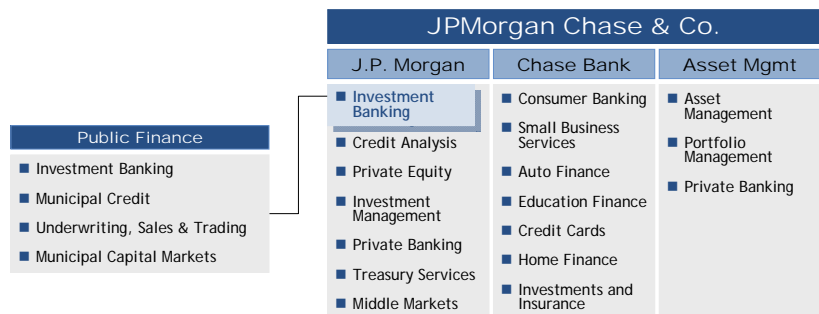 JPMorgan Chase & Co.
J.P. Morgan
Investment
Banking
Credit Analysis
Private Equity
Investment
Management
Private Banking
Treasury Services
Middle Markets
Chase Bank
Consumer Banking
Small Business
Services
Auto Finance
Education Finance
Credit Cards
Home Finance
Investments and
Insurance
Asset Mgmt
Asset
Management
Portfolio
Management
Private Banking
Public Finance
Investment Banking
Municipal Credit
Underwriting, Sales & Trading
Municipal Capital Markets